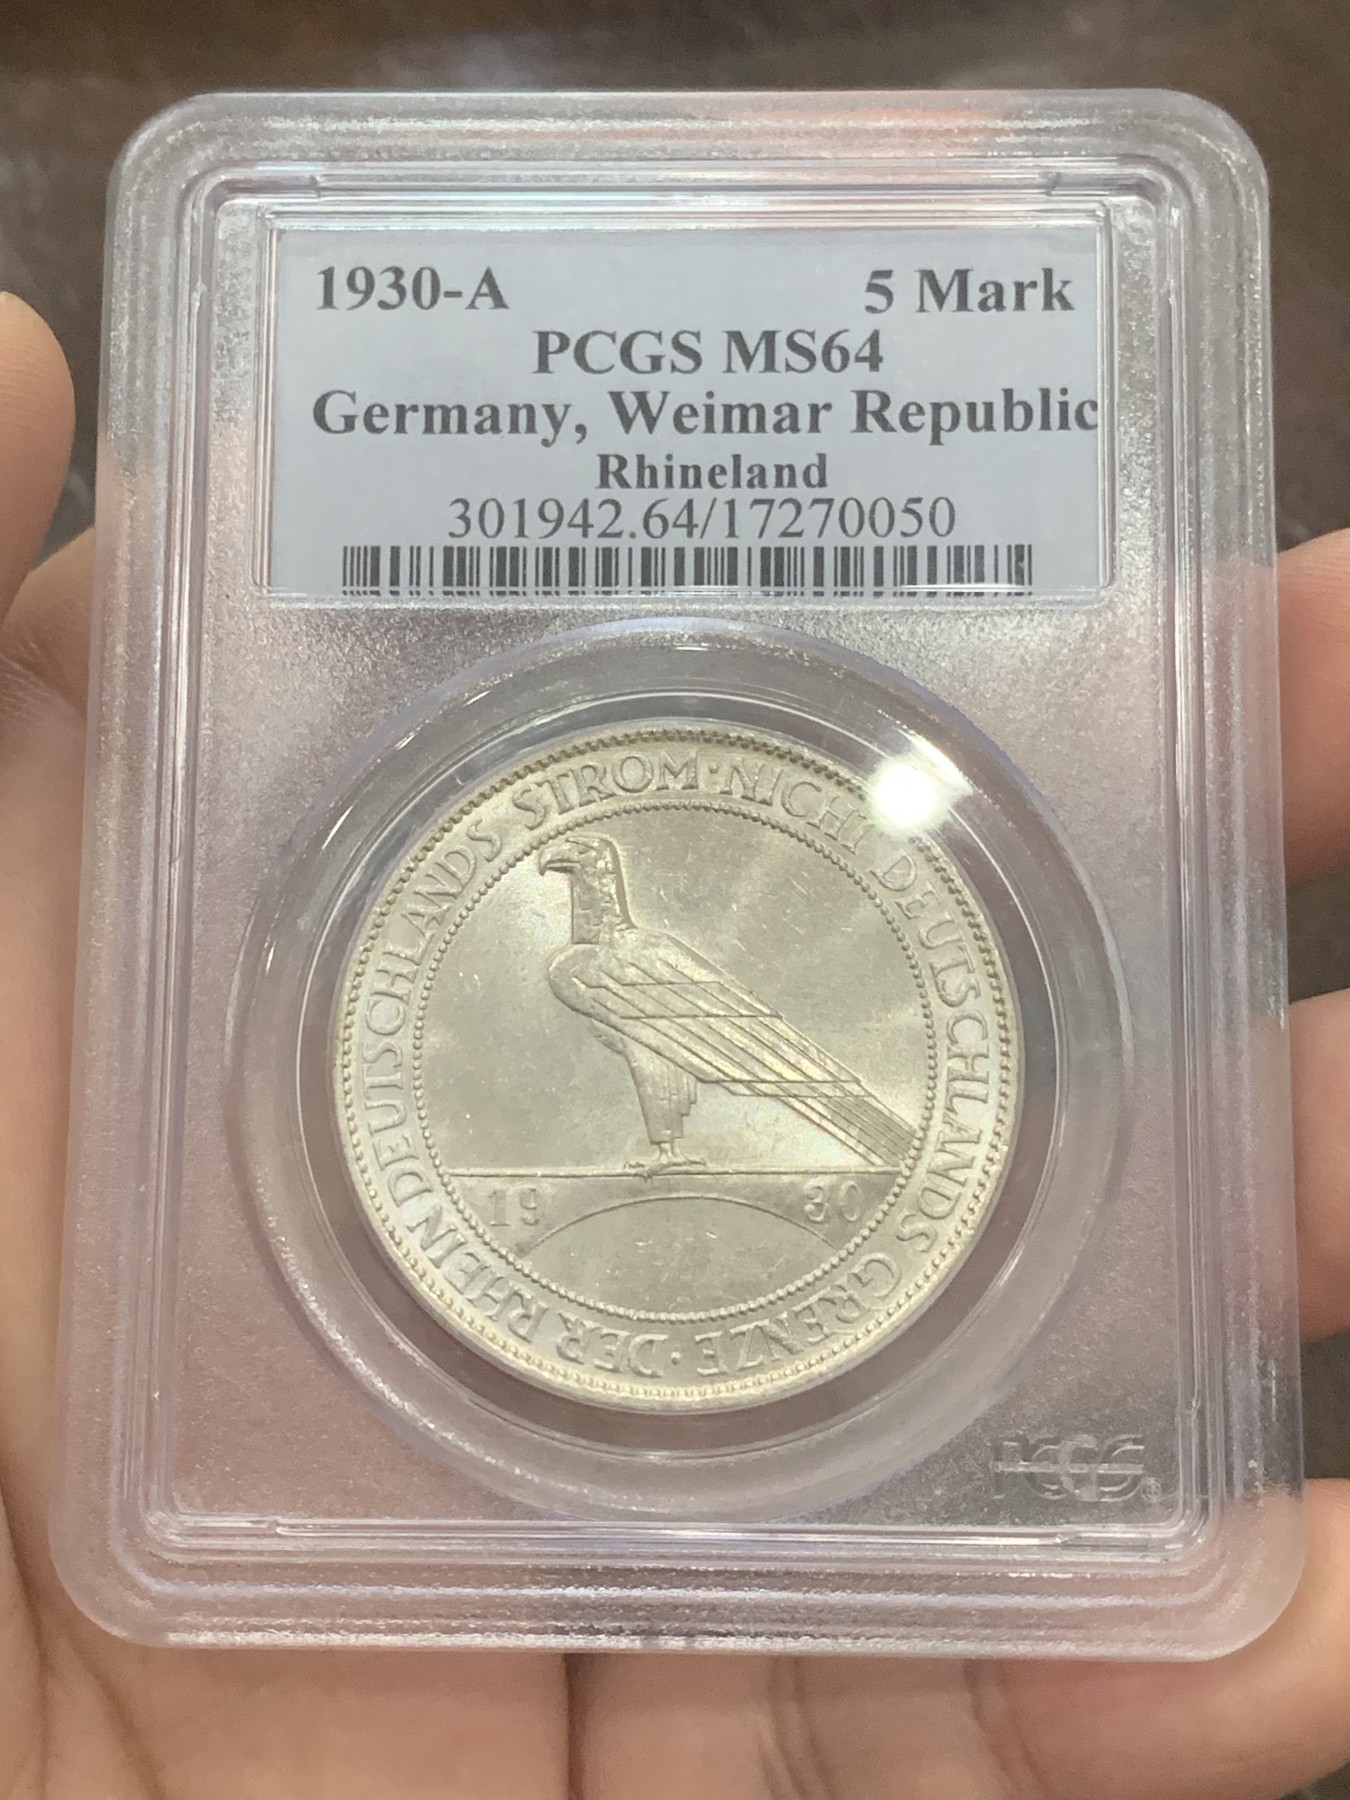 1930-A 5 Mark
PCGS MS64
Germany, Weimar Republic
Rhineland
301942.64/17270050
DER RHEIN DEUTSCHLANDS STROM · NICHT DEUTSCHLANDS GRENZE ·
19 30
PCGS®